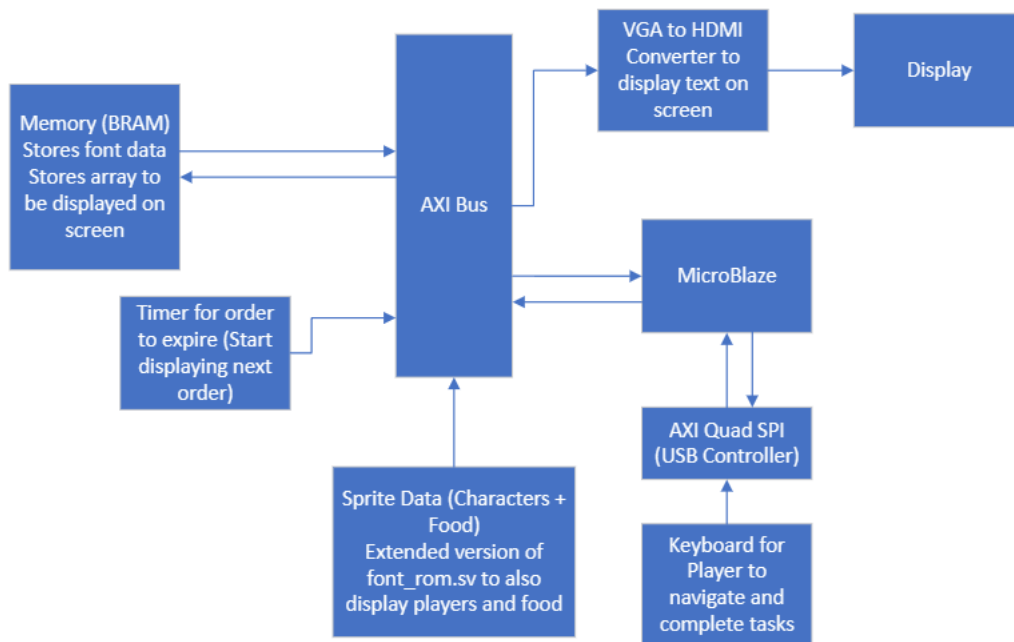 Memory (BRAM)
Stores font data
Stores array to
be displayed on
screen
Timer for order
to expire (Start
displaying next
order)
AXI Bus
Sprite Data (Characters +
Food)
Extended version of
font_rom.sv to also
display players and food
VGA to HDMI
Converter to
display text on
screen
Display
MicroBlaze
AXI Quad SPI
(USB Controller)
Keyboard for
Player to
navigate and
complete tasks